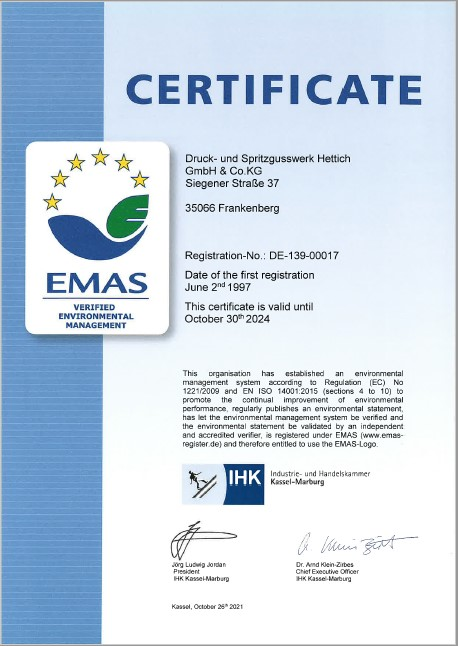 CERTIFICATE
Druck- und Spritzgusswerk Hettich
GmbH & Co.KG
Siegener Straße 37
35066 Frankenberg
Registration-No.: DE-139-00017
Date of the first registration
June 2nd 1997
This certificate is valid until
October 30th 2024
EMAS
VERIFIED
ENVIRONMENTAL
MANAGEMENT
This organisation has established an environmental
management system according to Regulation (EC) No
1221/2009 and EN ISO 14001:2015 (sections 4 to 10) to
promote the continual improvement of environmental
performance, regularly publishes an environmental statement,
has let the environmental management system be verified and
the environmental statement be validated by an independent
and accredited verifier, is registered under EMAS (www.emas-
register.de) and therefore entitled to use the EMAS-Logo.
IHK
Industrie- und Handelskammer
Kassel-Marburg
Jörg Ludwig Jordan
President
IHK Kassel-Marburg
Dr. Arnd Klein-Zirbes
Chief Executive Officer
IHK Kassel-Marburg
Kassel, October 26th 2021